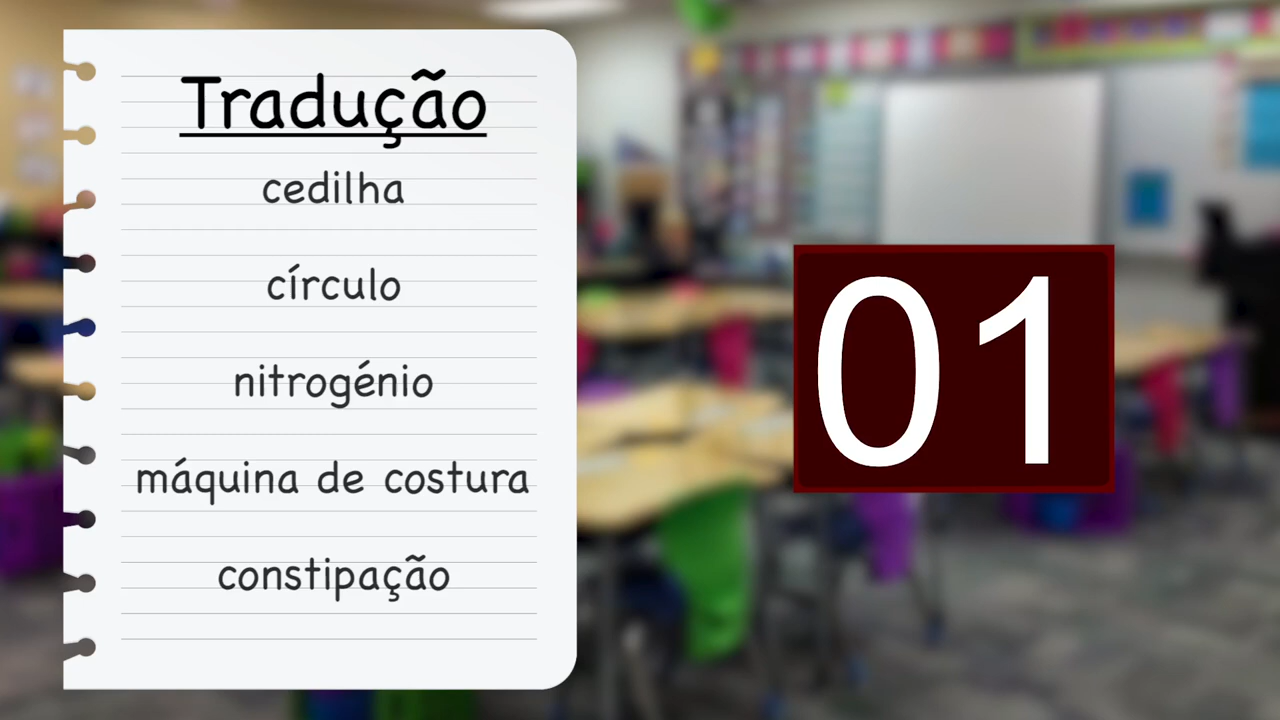 Tradução
cedilha
círculo
nitrogénio
máquina de costura
constipação
01